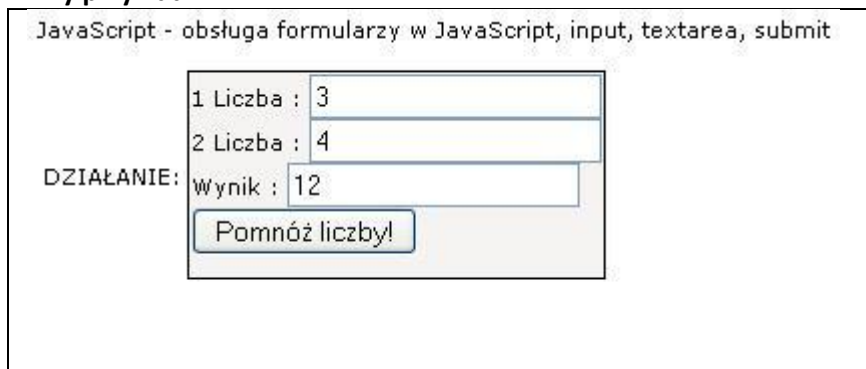 JavaScript - obsługa formularzy w JavaScript, input, textarea, submit
1 Liczba : 3
2 Liczba : 4
DZIAŁANIE:
Wynik : 12
Pomnóż liczby!